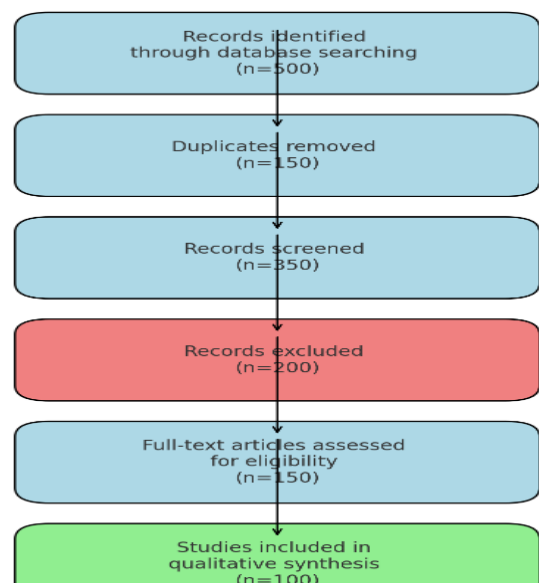 Records identified
through database searching
(n=500)
Duplicates removed
(n=150)
Records screened
(n=350)
Records excluded
(n=200)
Full-text articles assessed
for eligibility
(n=150)
Studies included in
qualitative synthesis
(n=100)